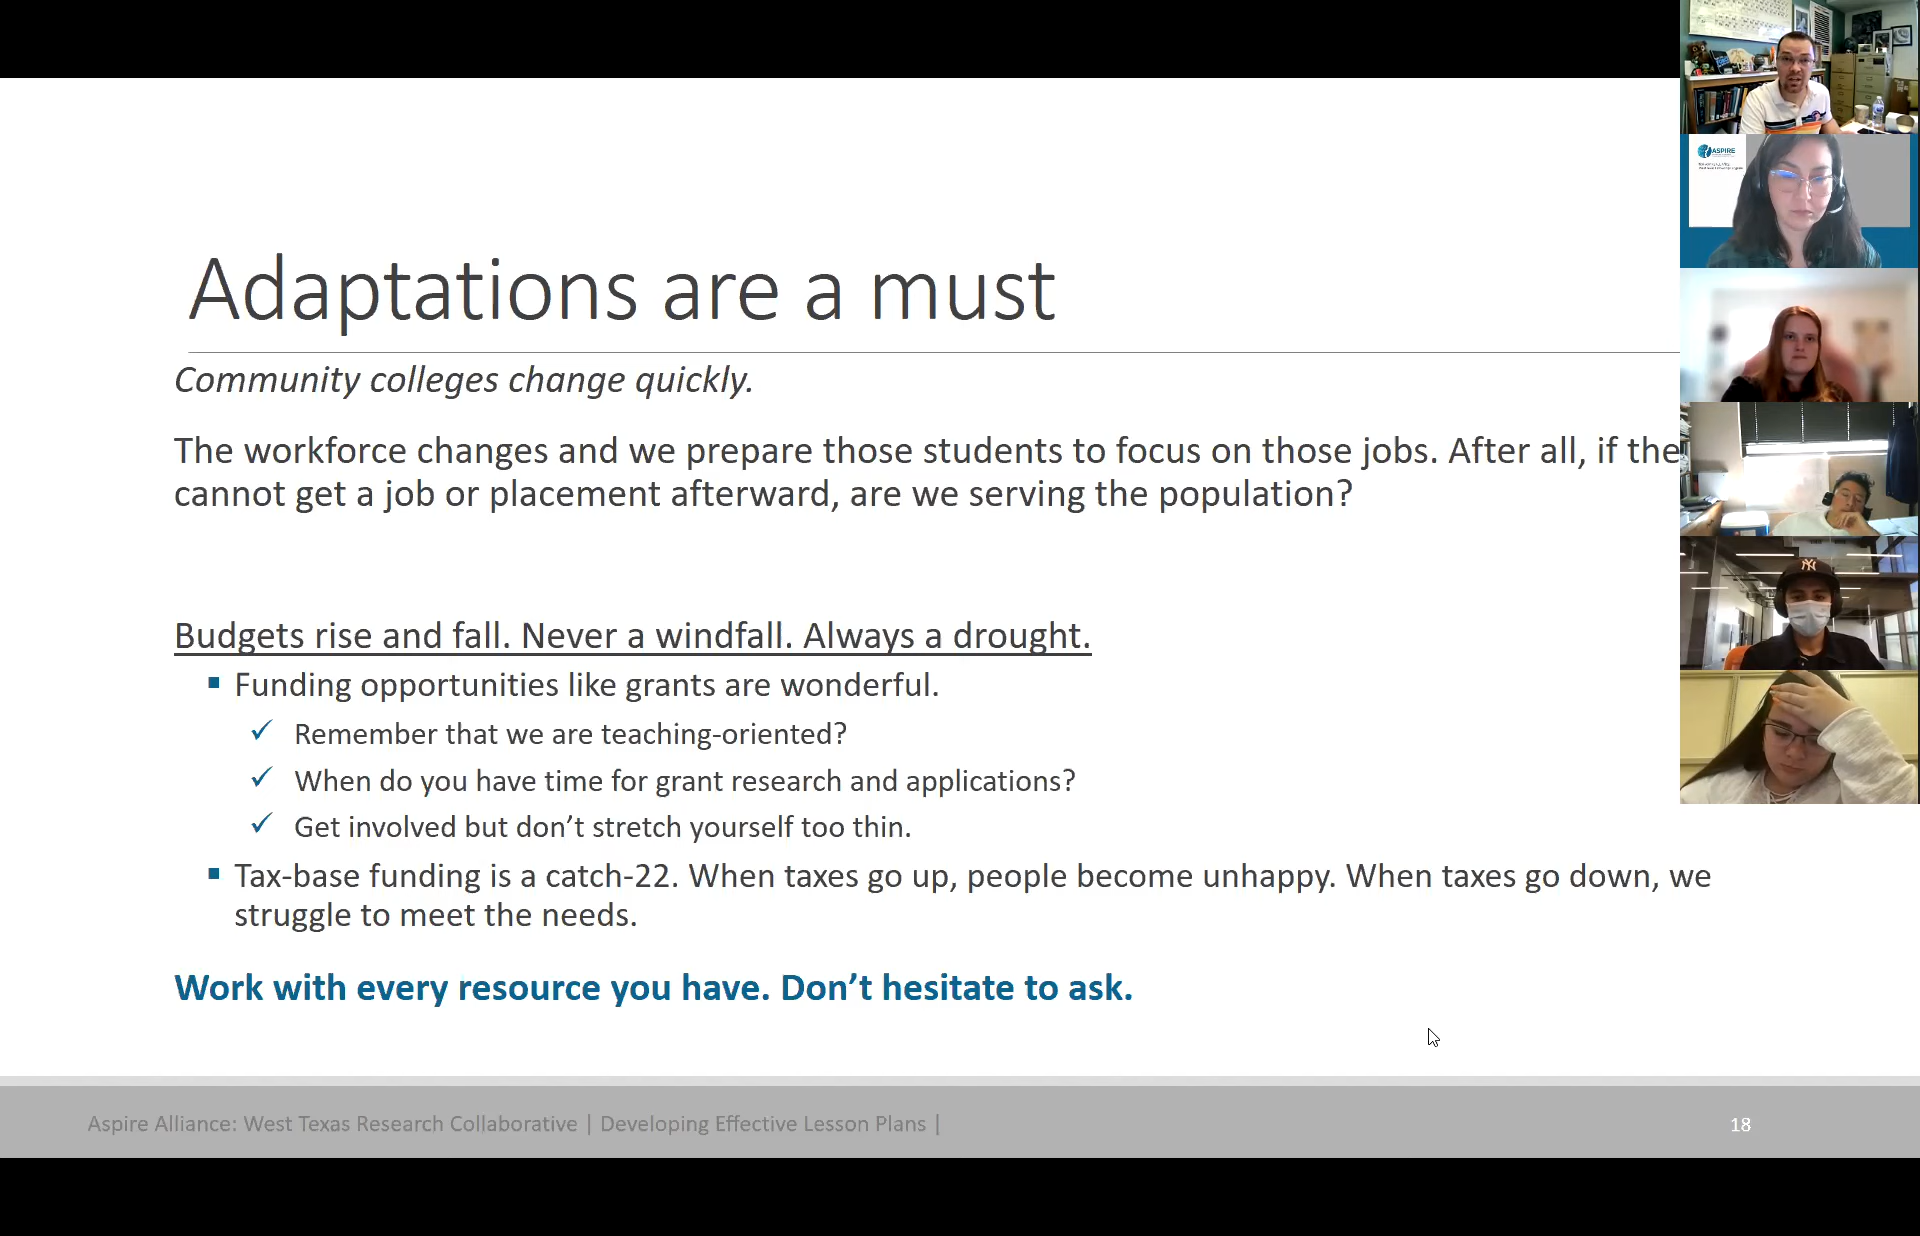 Adaptations are a must
Community colleges change quickly.
The workforce changes and we prepare those students to focus on those jobs. After all, if the
cannot get a job or placement afterward, are we serving the population?
Budgets rise and fall. Never a windfall. Always a drought.
Funding opportunities like grants are wonderful.
Remember that we are teaching-oriented?
When do you have time for grant research and applications?
Get involved but don't stretch yourself too thin.
Tax-base funding is a catch-22. When taxes go up, people become unhappy. When taxes go down, we
struggle to meet the needs.
Work with every resource you have. Don't hesitate to ask.
Aspire Alliance: West Texas Research Collaborative | Developing Effective Lesson Plans |
18
ASPIRE
NY